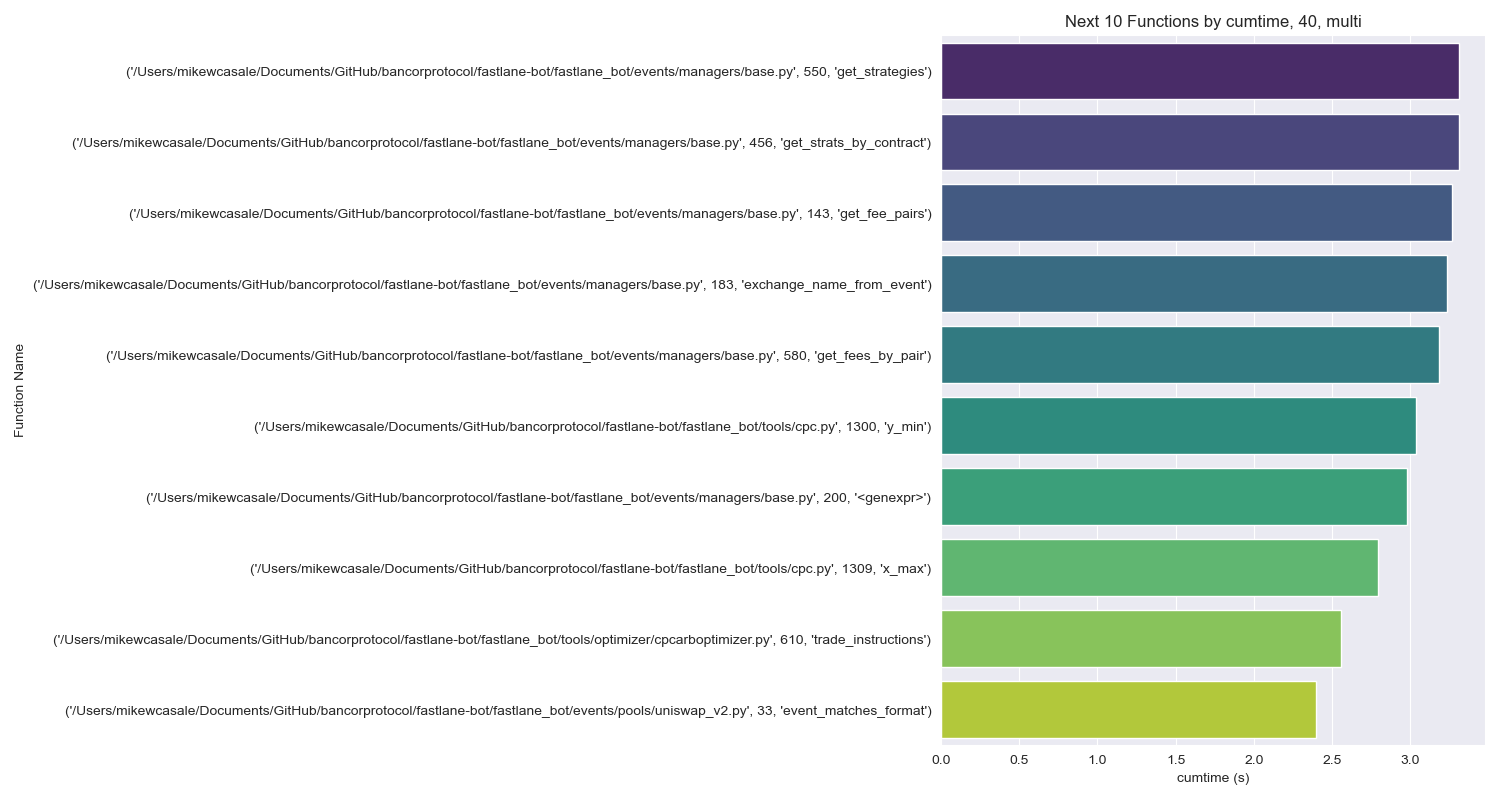 Next 10 Functions by cumtime, 40, multi
('/Users/mikewcasale/Documents/GitHub/bancorprotocol/fastlane-bot/fastlane_bot/events/managers/base.py', 550, 'get_strategies')
('/Users/mikewcasale/Documents/GitHub/bancorprotocol/fastlane-bot/fastlane_bot/events/managers/base.py', 456, 'get_strats_by_contract')
('/Users/mikewcasale/Documents/GitHub/bancorprotocol/fastlane-bot/fastlane_bot/events/managers/base.py', 143, 'get_fee_pairs')
('/Users/mikewcasale/Documents/GitHub/bancorprotocol/fastlane-bot/fastlane_bot/events/managers/base.py', 183, 'exchange_name_from_event')
('/Users/mikewcasale/Documents/GitHub/bancorprotocol/fastlane-bot/fastlane_bot/events/managers/base.py', 580, 'get_fees_by_pair')
('/Users/mikewcasale/Documents/GitHub/bancorprotocol/fastlane-bot/fastlane_bot/tools/cpc.py', 1300, 'y_min')
('/Users/mikewcasale/Documents/GitHub/bancorprotocol/fastlane-bot/fastlane_bot/events/managers/base.py', 200, '<genexpr>')
('/Users/mikewcasale/Documents/GitHub/bancorprotocol/fastlane-bot/fastlane_bot/tools/cpc.py', 1309, 'x_max')
('/Users/mikewcasale/Documents/GitHub/bancorprotocol/fastlane-bot/fastlane_bot/tools/optimizer/cpcarboptimizer.py', 610, 'trade_instructions')
('/Users/mikewcasale/Documents/GitHub/bancorprotocol/fastlane-bot/fastlane_bot/events/pools/uniswap_v2.py', 33, 'event_matches_format')
Function Name
0.0 0.5 1.0 1.5 2.0 2.5 3.0
cumtime (s)